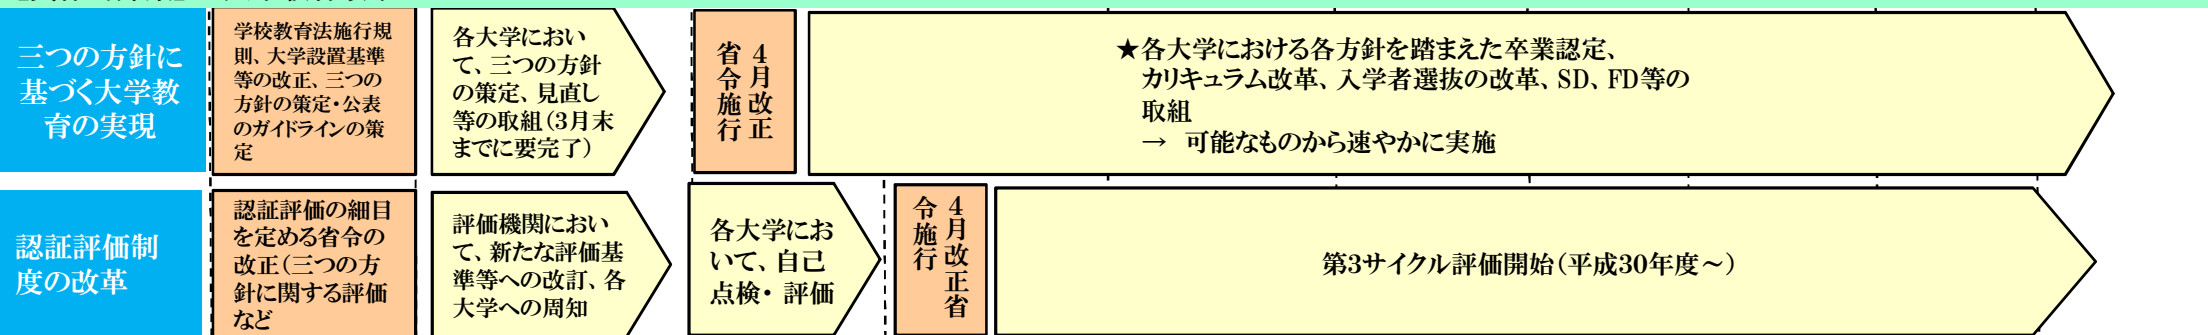 三つの方針に
基づく大学教
育の実現
学校教育法施行規
則、大学設置基準
等の改正、三つの
方針の策定・公表
のガイドラインの策
定
各大学におい
て、三つの方針
の策定、見直し
等の取組（3月末
までに要完了）
4月改正
省令施行
★各大学における各方針を踏まえた卒業認定、
カリキュラム改革、入学者選抜の改革、SD、FD等の
取組
→ 可能なものから速やかに実施
認証評価制
度の改革
認証評価の細目
を定める省令の
改正（三つの方
針に関する評価
など
評価機関におい
て、新たな評価基
準等への改訂、各
大学への周知
各大学にお
いて、自己
点検・評価
4月改正省
令施行
第3サイクル評価開始（平成30年度～）